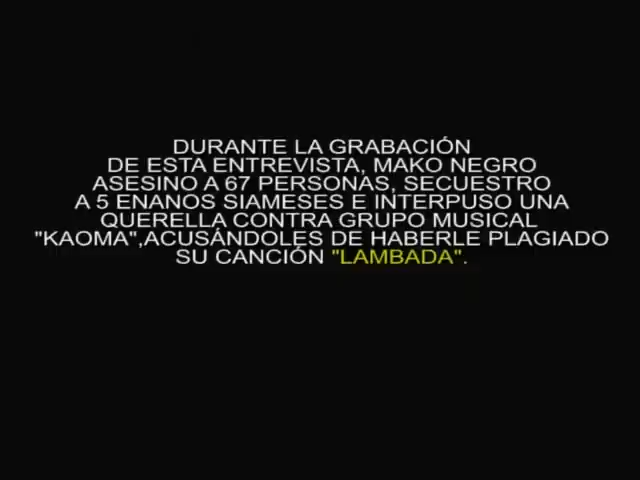 DURANTE LA GRABACIÓN
DE ESTA ENTREVISTA, MAKO NEGRO
ASESINO A 67 PERSONAS, SECUESTRO
A 5 ENANOS SIAMESES E INTERPUSO UNA
QUERELLA CONTRA GRUPO MUSICAL
"KAOMA",ACUSÁNDOLES DE HABERLE PLAGIADO
SU CANCIÓN "LAMBADA".